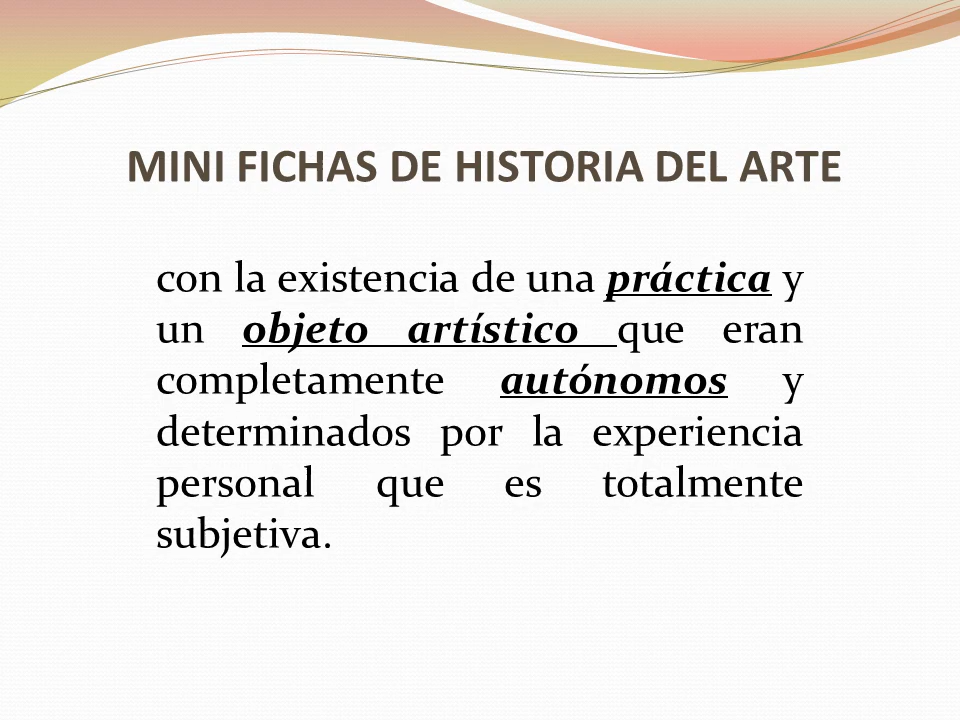 MINI FICHAS DE HISTORIA DEL ARTE
con la existencia de una práctica y
un objeto artístico que eran
completamente autónomos y
determinados por la experiencia
personal que es totalmente
subjetiva.